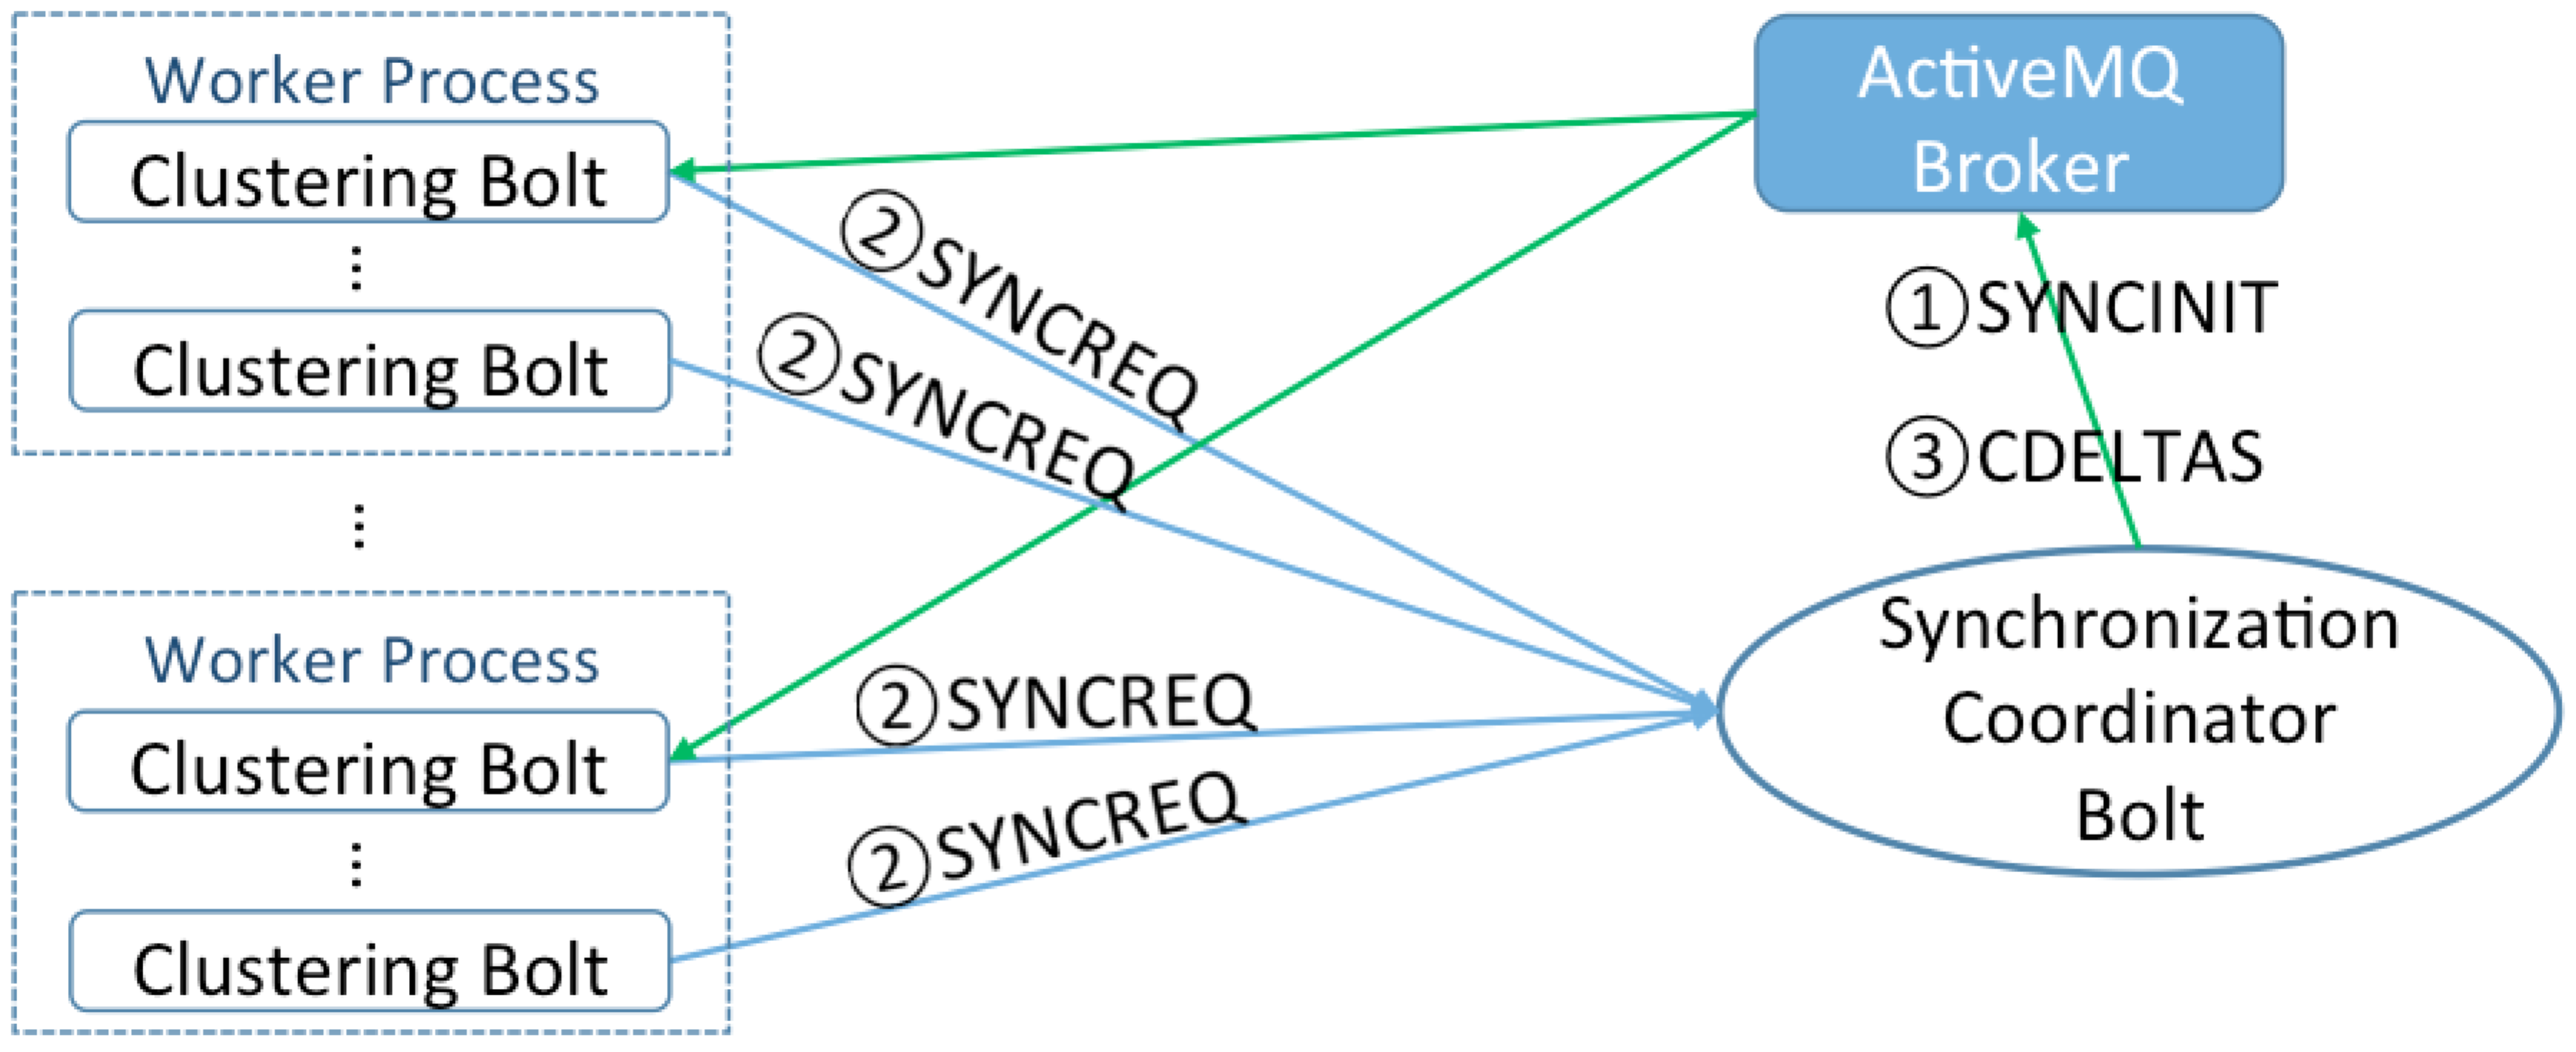 Worker Process
Clustering Bolt
⋮
Clustering Bolt
⋮
Worker Process
Clustering Bolt
⋮
Clustering Bolt
②SYNCREQ
②SYNCREQ
②SYNCREQ
②SYNCREQ
ActiveMQ
Broker
①SYNCINIT
③CDELTAS
Synchronization
Coordinator
Bolt